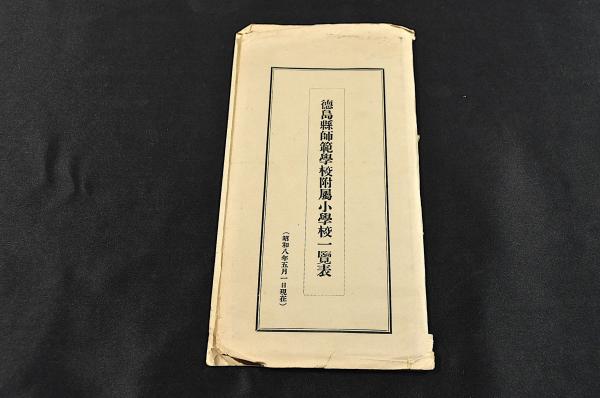 徳島縣師範學校附屬小學校一覽表
（昭和八年五月一日現在）